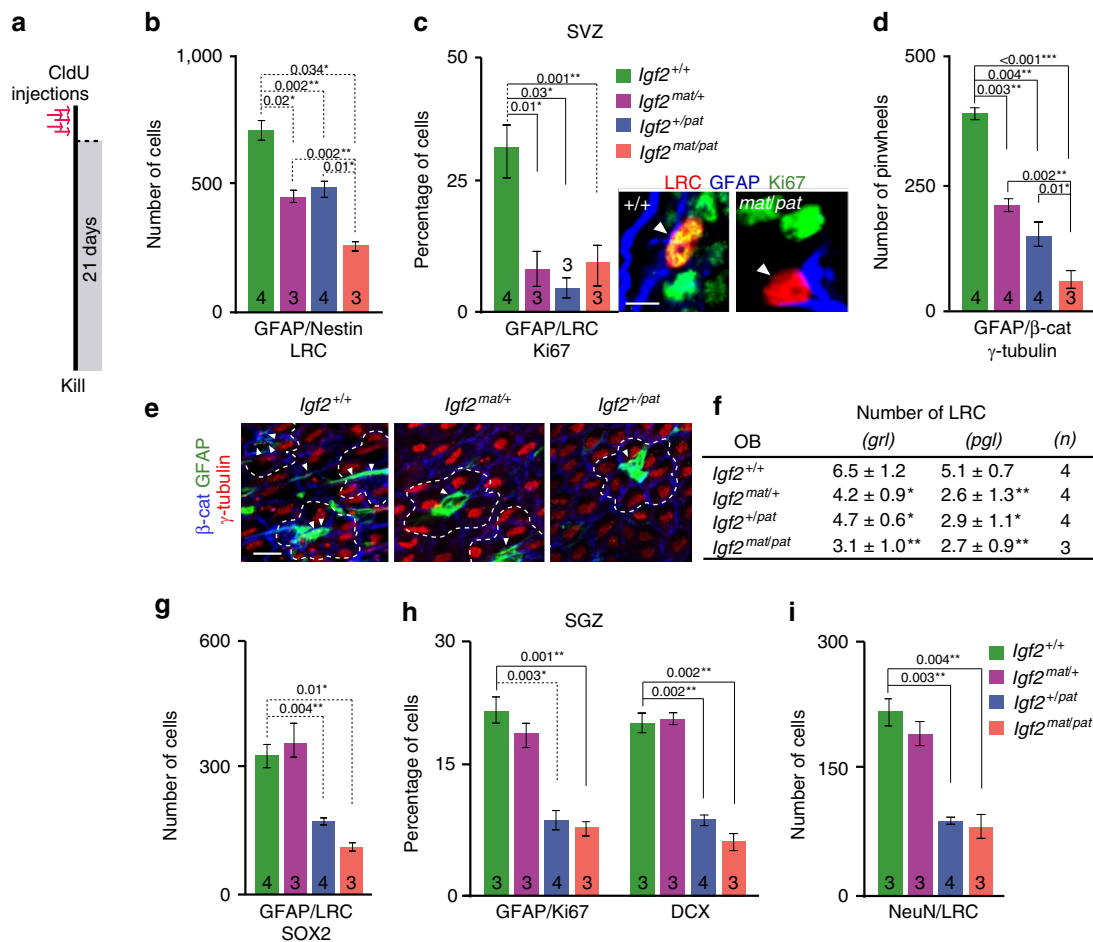 a
CldU
injections
21 days
Kill
b
Number of cells
1,000
500
0
0.034*
0.002**
0.02*
0.002**
0.01*
4 3 4 3
GFAP/Nestin
LRC
c
SVZ
Percentage of cells
50
25
0
0.001**
0.03*
0.01*
4 3 3 3
GFAP/LRC
Ki67
Igf2+/+
Igf2mat/+
Igf2+/pat
Igf2mat/pat
LRC GFAP Ki67
+/+
mat/pat
d
Number of pinwheels
500
250
0
<0.001***
0.004**
0.003**
0.002**
0.01*
4 4 4 3
GFAP/β-cat
γ-tubulin
e
Igf2+/+ Igf2mat/+ Igf2+/pat
β-cat GFAP
γ-tubulin
f
Number of LRC
OB (grl) (pgl) (n)
Igf2+/+ 6.5 ± 1.2 5.1 ± 0.7 4
Igf2mat/+ 4.2 ± 0.9* 2.6 ± 1.3** 4
Igf2+/pat 4.7 ± 0.6* 2.9 ± 1.1* 4
Igf2mat/pat 3.1 ± 1.0** 2.7 ± 0.9** 3
g
Number of cells
600
300
0
0.01*
0.004**
4 3 4 3
GFAP/LRC
SOX2
h
SGZ
Percentage of cells
30
15
0
0.001**
0.003*
0.002**
0.002**
3 3 4 3 3 3 4 3
GFAP/Ki67 DCX
i
Number of cells
300
150
0
0.004**
0.003**
3 3 4 3
NeuN/LRC
Igf2+/+
Igf2mat/+
Igf2+/pat
Igf2mat/pat